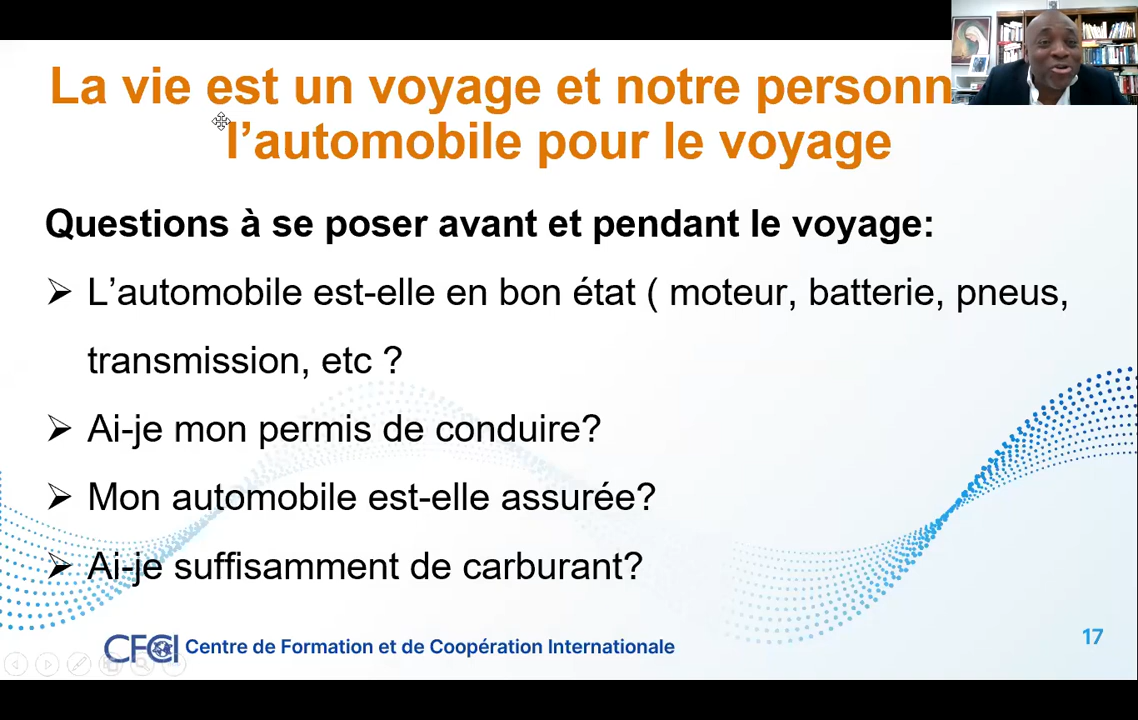 La vie est un voyage et notre personn
l’automobile pour le voyage
Questions à se poser avant et pendant le voyage:
➢ L’automobile est-elle en bon état ( moteur, batterie, pneus,
transmission, etc ?
➢ Ai-je mon permis de conduire?
➢ Mon automobile est-elle assurée?
➢ Ai-je suffisamment de carburant?
CFCI Centre de Formation et de Coopération Internationale
17